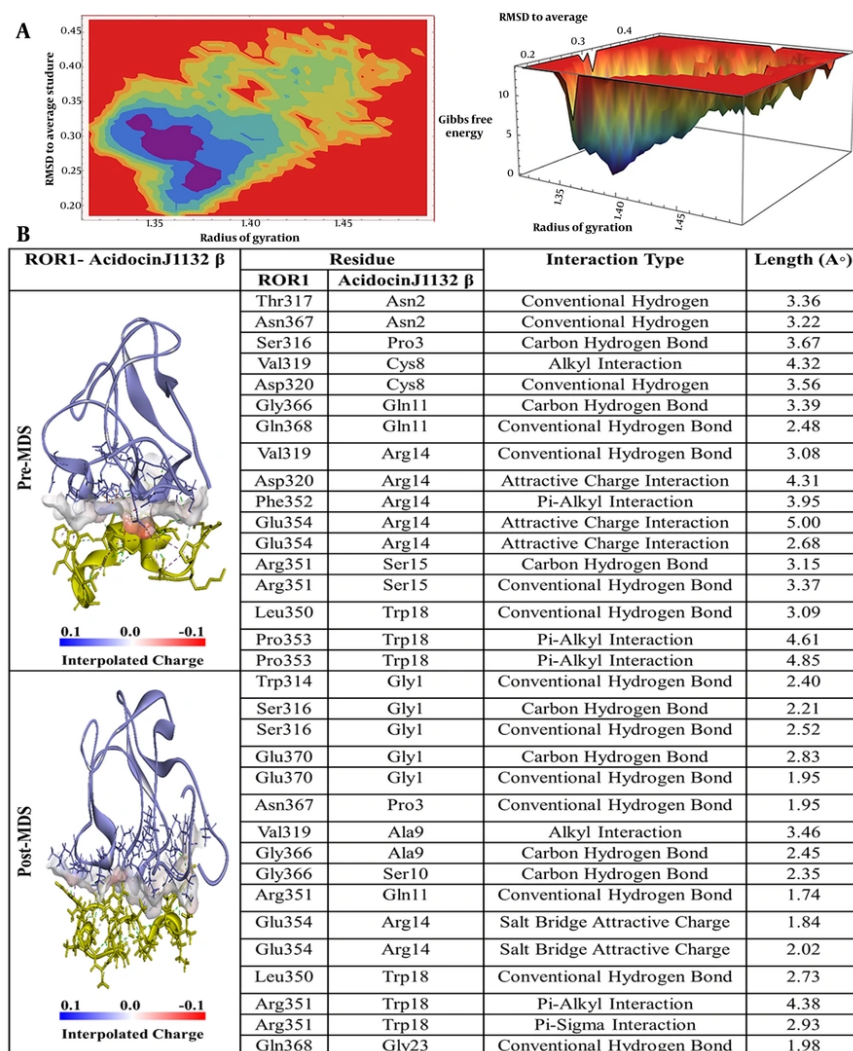 A
0.45
0.40
0.35
0.30
0.25
0.20
RMSD to average studure
1.35
1.40
1.45
Radius of gyration
RMSD to average
0.2
0.3
0.4
10
5
0
Gibbs free
energy
1.35
1.40
1.45
Radius of gyration
B
ROR1- AcidocinJ1132 β Residue Interaction Type Length (A◦)
ROR1 AcidocinJ1132 β
Pre-MDS
0.1 0.0 -0.1
Interpolated Charge
Thr317 Asn2 Conventional Hydrogen 3.36
Asn367 Asn2 Conventional Hydrogen 3.22
Ser316 Pro3 Carbon Hydrogen Bond 3.67
Val319 Cys8 Alkyl Interaction 4.32
Asp320 Cys8 Conventional Hydrogen 3.56
Gly366 Gln11 Carbon Hydrogen Bond 3.39
Gln368 Gln11 Conventional Hydrogen Bond 2.48
Val319 Arg14 Conventional Hydrogen Bond 3.08
Asp320 Arg14 Attractive Charge Interaction 4.31
Phe352 Arg14 Pi-Alkyl Interaction 3.95
Glu354 Arg14 Attractive Charge Interaction 5.00
Glu354 Arg14 Attractive Charge Interaction 2.68
Arg351 Ser15 Carbon Hydrogen Bond 3.15
Arg351 Ser15 Conventional Hydrogen Bond 3.37
Leu350 Trp18 Conventional Hydrogen Bond 3.09
Pro353 Trp18 Pi-Alkyl Interaction 4.61
Pro353 Trp18 Pi-Alkyl Interaction 4.85
Post-MDS
0.1 0.0 -0.1
Interpolated Charge
Trp314 Gly1 Conventional Hydrogen Bond 2.40
Ser316 Gly1 Carbon Hydrogen Bond 2.21
Ser316 Gly1 Conventional Hydrogen Bond 2.52
Glu370 Gly1 Carbon Hydrogen Bond 2.83
Glu370 Gly1 Conventional Hydrogen Bond 1.95
Asn367 Pro3 Conventional Hydrogen Bond 1.95
Val319 Ala9 Alkyl Interaction 3.46
Gly366 Ala9 Carbon Hydrogen Bond 2.45
Gly366 Ser10 Carbon Hydrogen Bond 2.35
Arg351 Gln11 Conventional Hydrogen Bond 1.74
Glu354 Arg14 Salt Bridge Attractive Charge 1.84
Glu354 Arg14 Salt Bridge Attractive Charge 2.02
Leu350 Trp18 Conventional Hydrogen Bond 2.73
Arg351 Trp18 Pi-Alkyl Interaction 4.38
Arg351 Trp18 Pi-Sigma Interaction 2.93
Gln368 Gly23 Conventional Hydrogen Bond 1.98